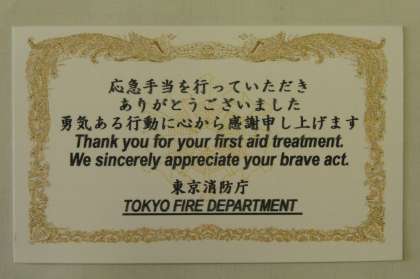 応急手当を行っていただき
ありがとうございました
勇気ある行動に心から感謝申し上げます
Thank you for your first aid treatment.
We sincerely appreciate your brave act.
東京消防庁
TOKYO FIRE DEPARTMENT